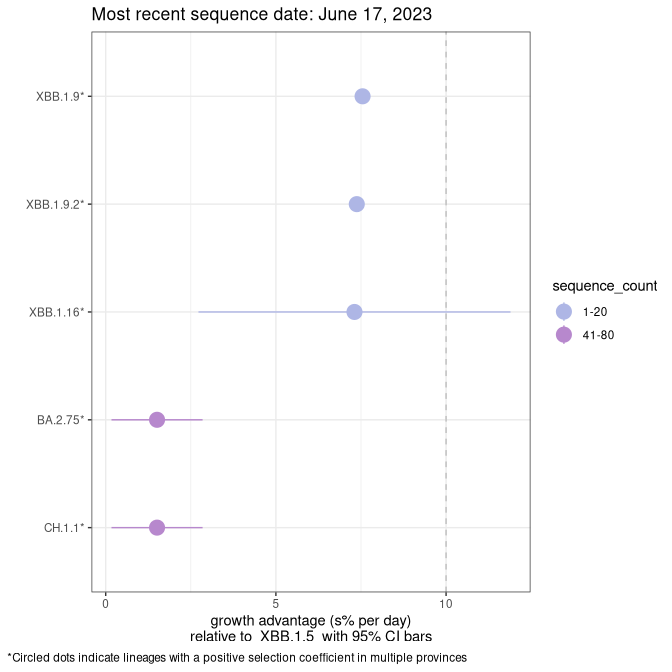 Most recent sequence date: June 17, 2023
XBB.1.9*
XBB.1.9.2*
XBB.1.16*
BA.2.75*
CH.1.1*
sequence_count
1-20
41-80
0 5 10
growth advantage (s% per day)
relative to XBB.1.5 with 95% CI bars
*Circled dots indicate lineages with a positive selection coefficient in multiple provinces